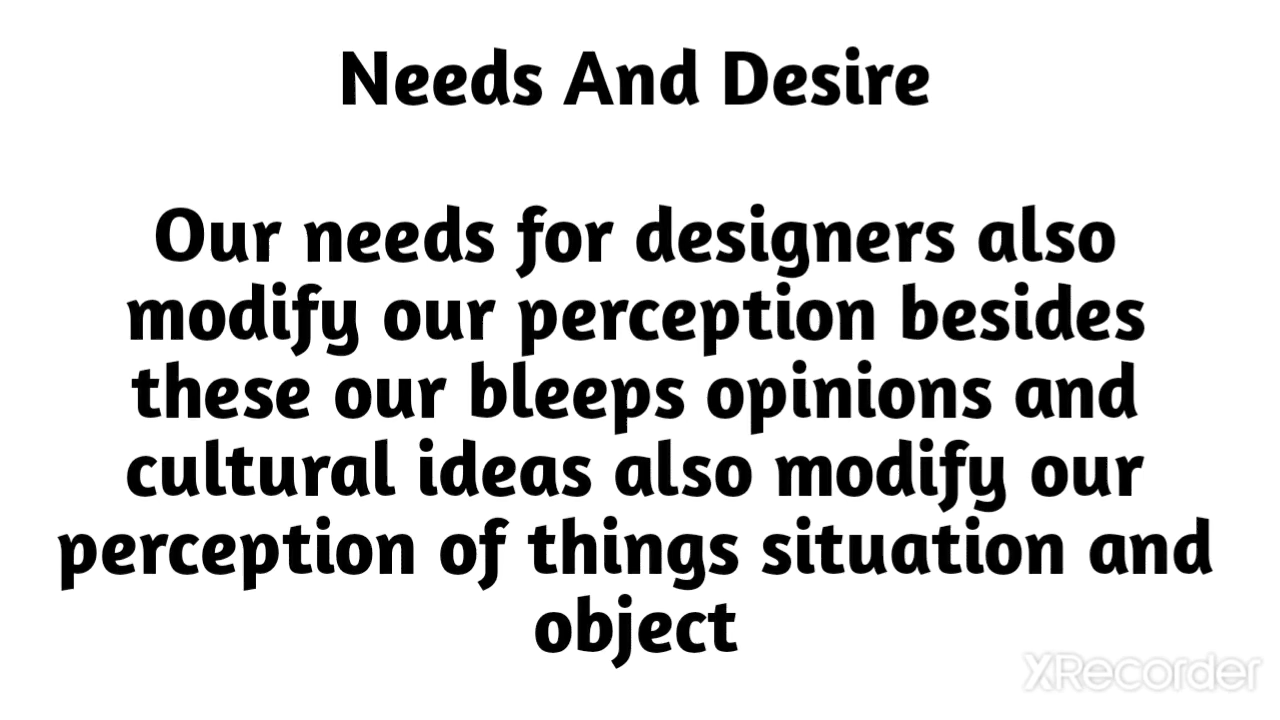 Needs And Desire
Our needs for designers also
modify our perception besides
these our bleeps opinions and
cultural ideas also modify our
perception of things situation and
object
XRecorder